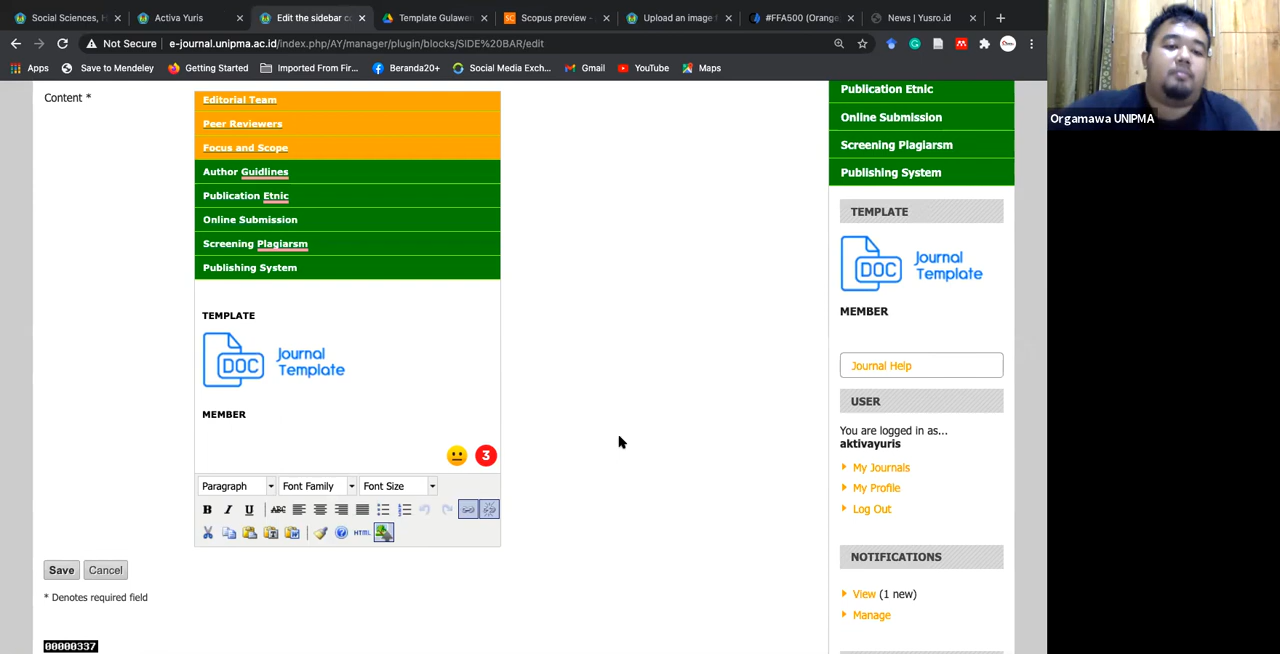 Social Sciences, H
Activa Yuris
Edit the sidebar co
Template Gulawen
Scopus preview -
Upload an image f
#FFA500 (Orange
News | Yusro.id
Not Secure
e-journal.unipma.ac.id/index.php/AY/manager/plugin/blocks/SIDE%20BAR/edit
Apps
Save to Mendeley
Getting Started
Imported From Fir...
Beranda20+
Social Media Exch...
Gmail
YouTube
Maps
Content *
Editorial Team
Peer Reviewers
Focus and Scope
Author Guidlines
Publication Etnic
Online Submission
Screening Plagiarsm
Publishing System
TEMPLATE
DOC
Journal
Template
MEMBER
3
Paragraph
Font Family
Font Size
B I U ABC
HTML
Save
Cancel
* Denotes required field
00000337
Publication Etnic
Online Submission
Screening Plagiarsm
Publishing System
TEMPLATE
DOC
Journal
Template
MEMBER
Journal Help
USER
You are logged in as...
aktivayuris
My Journals
My Profile
Log Out
NOTIFICATIONS
View (1 new)
Manage
Orgamawa UNIPMA